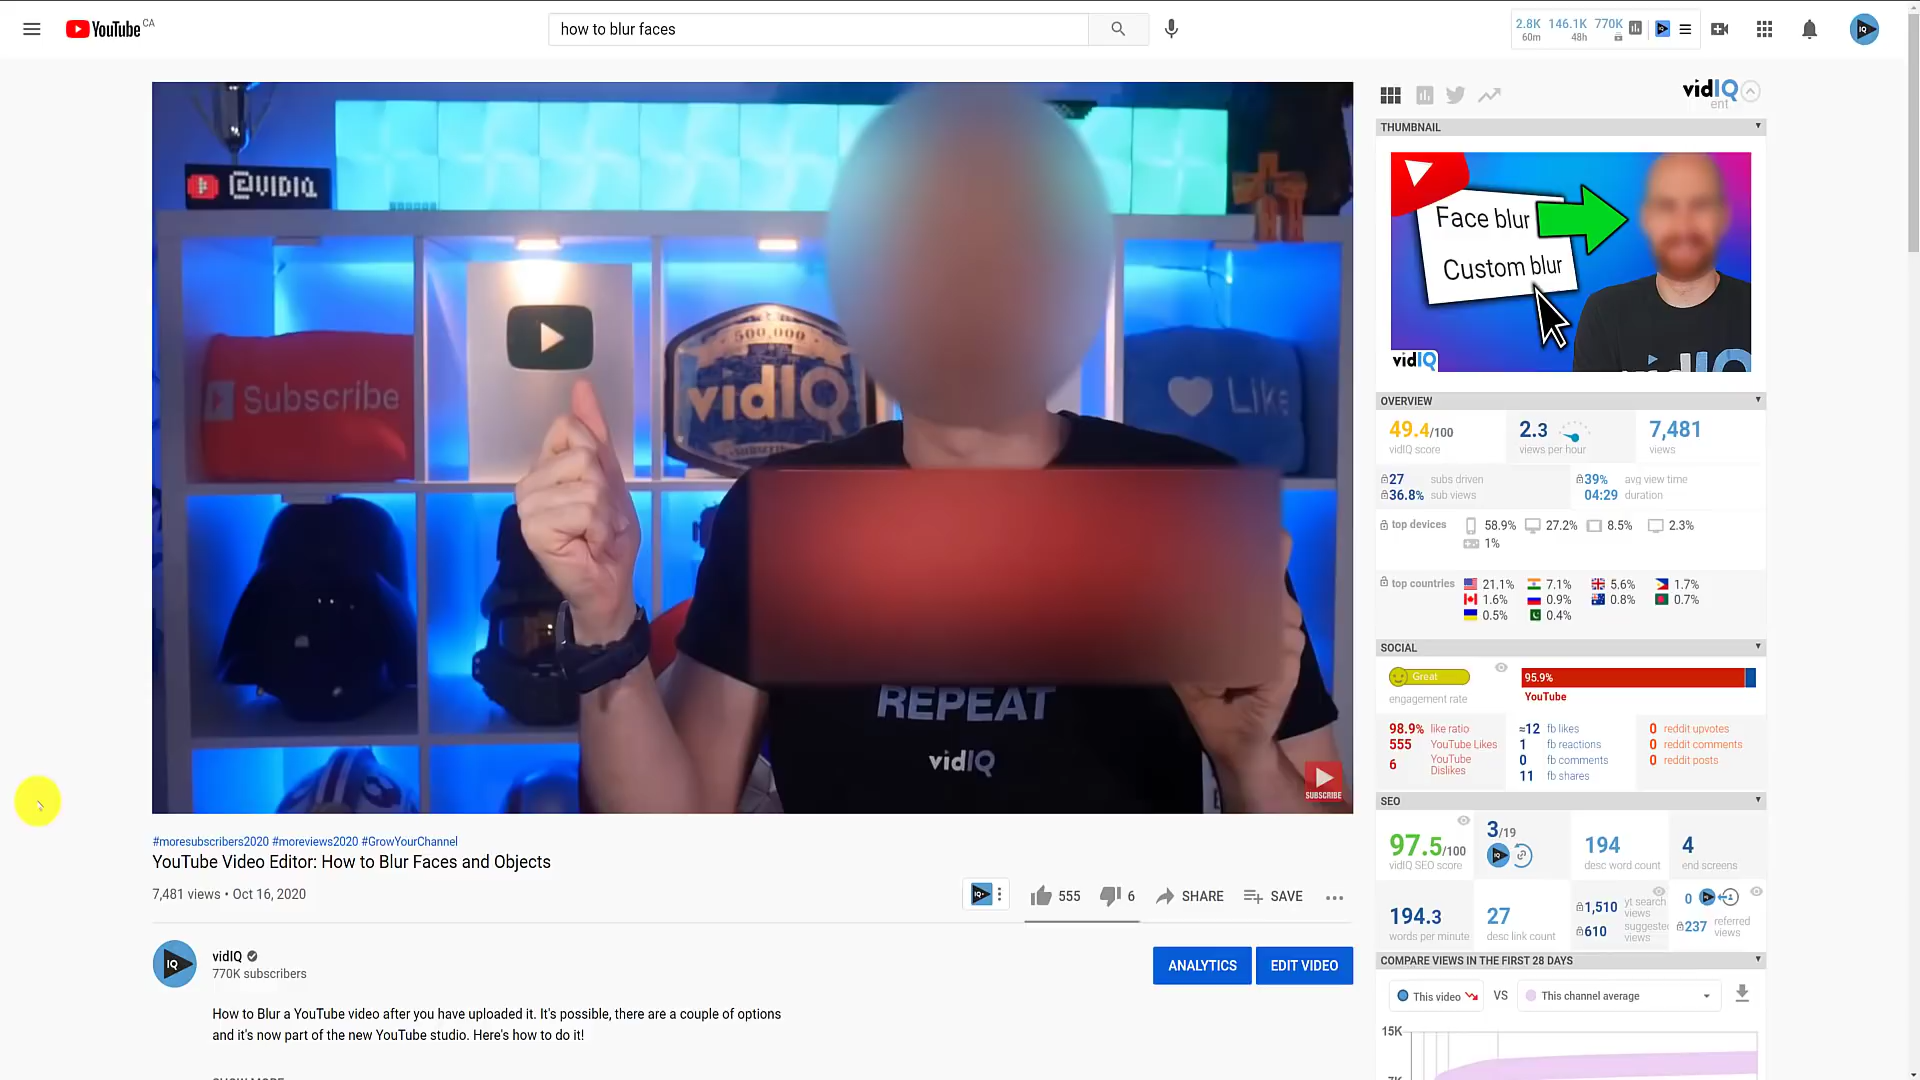 YouTube CA
how to blur faces
2.8K 146.1K 770K
60m 48h
@VIDIQ
Subscribe
500,000
vidIQ
Like
REPEAT
vidIQ
SUBSCRIBE
#moresubscribers2020 #moreviews2020 #GrowYourChannel
YouTube Video Editor: How to Blur Faces and Objects
7,481 views • Oct 16, 2020
555 6 SHARE SAVE
IQ vidIQ
770K subscribers
ANALYTICS EDIT VIDEO
How to Blur a YouTube video after you have uploaded it. It's possible, there are a couple of options
and it's now part of the new YouTube studio. Here's how to do it!
SHOW MORE
vidIQ
ent
THUMBNAIL
Face blur
Custom blur
vidIQ
OVERVIEW
49.4/100 2.3 7,481
vidIQ score views per hour views
27 subs driven 39% avg view time
36.8% sub views 04:29 duration
top devices 58.9% 27.2% 8.5% 2.3%
1%
top countries 21.1% 7.1% 5.6% 1.7%
1.6% 0.9% 0.8% 0.7%
0.5% 0.4%
SOCIAL
Great 95.9%
engagement rate YouTube
98.9% like ratio ≈12 fb likes 0 reddit upvotes
555 YouTube Likes 1 fb reactions 0 reddit comments
6 YouTube Dislikes 0 fb comments 0 reddit posts
11 fb shares
SEO
97.5/100 3/19 194 4
vidIQ SEO score desc word count end screens
194.3 27 1,510 yt search views 0
words per minute desc link count 610 suggested views 237 referred views
COMPARE VIEWS IN THE FIRST 28 DAYS
This video VS This channel average
15K